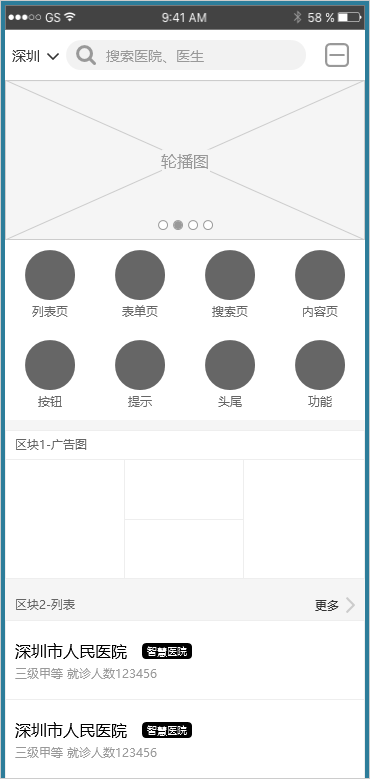 GS 9:41 AM 58 %
深圳 搜索医院、医生
轮播图
列表页 表单页 搜索页 内容页
按钮 提示 头尾 功能
区块1-广告图
区块2-列表 更多
深圳市人民医院 智慧医院
三级甲等 就诊人数123456
深圳市人民医院 智慧医院
三级甲等 就诊人数123456